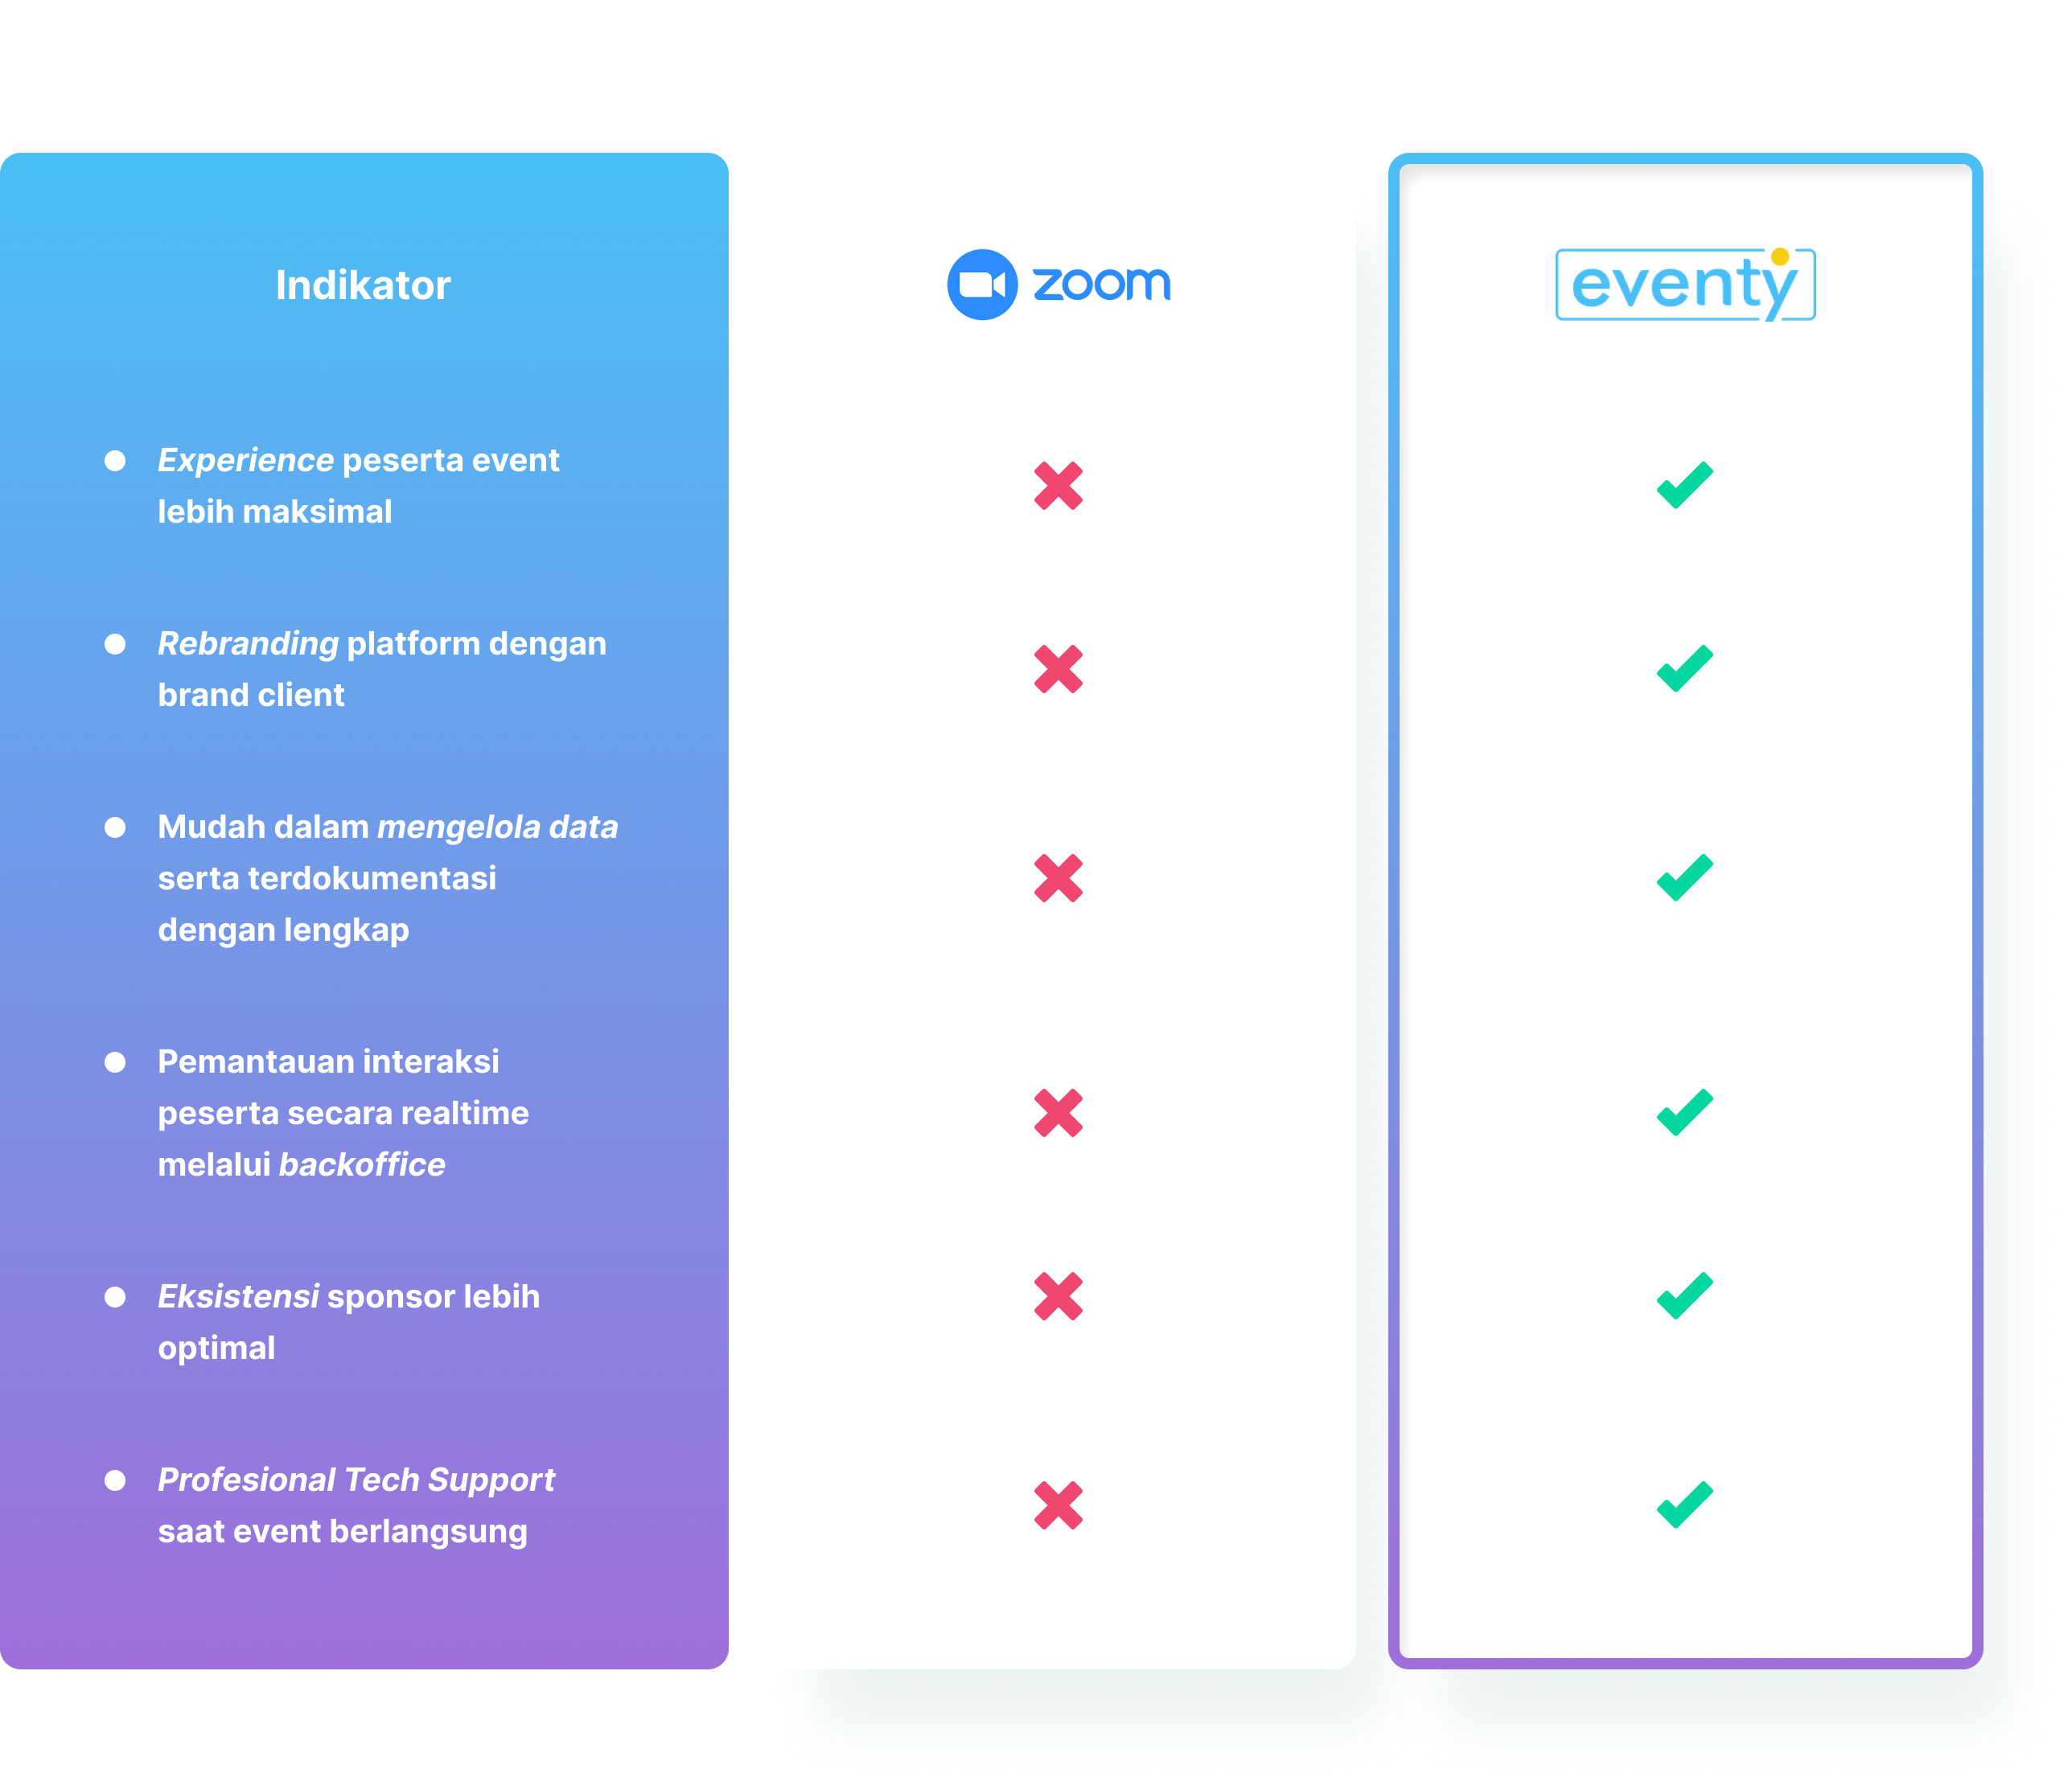 Indikator
zoom
eventy
Experience peserta event
lebih maksimal
Rebranding platform dengan
brand client
Mudah dalam mengelola data
serta terdokumentasi
dengan lengkap
Pemantauan interaksi
peserta secara realtime
melalui backoffice
Eksistensi sponsor lebih
optimal
Profesional Tech Support
saat event berlangsung